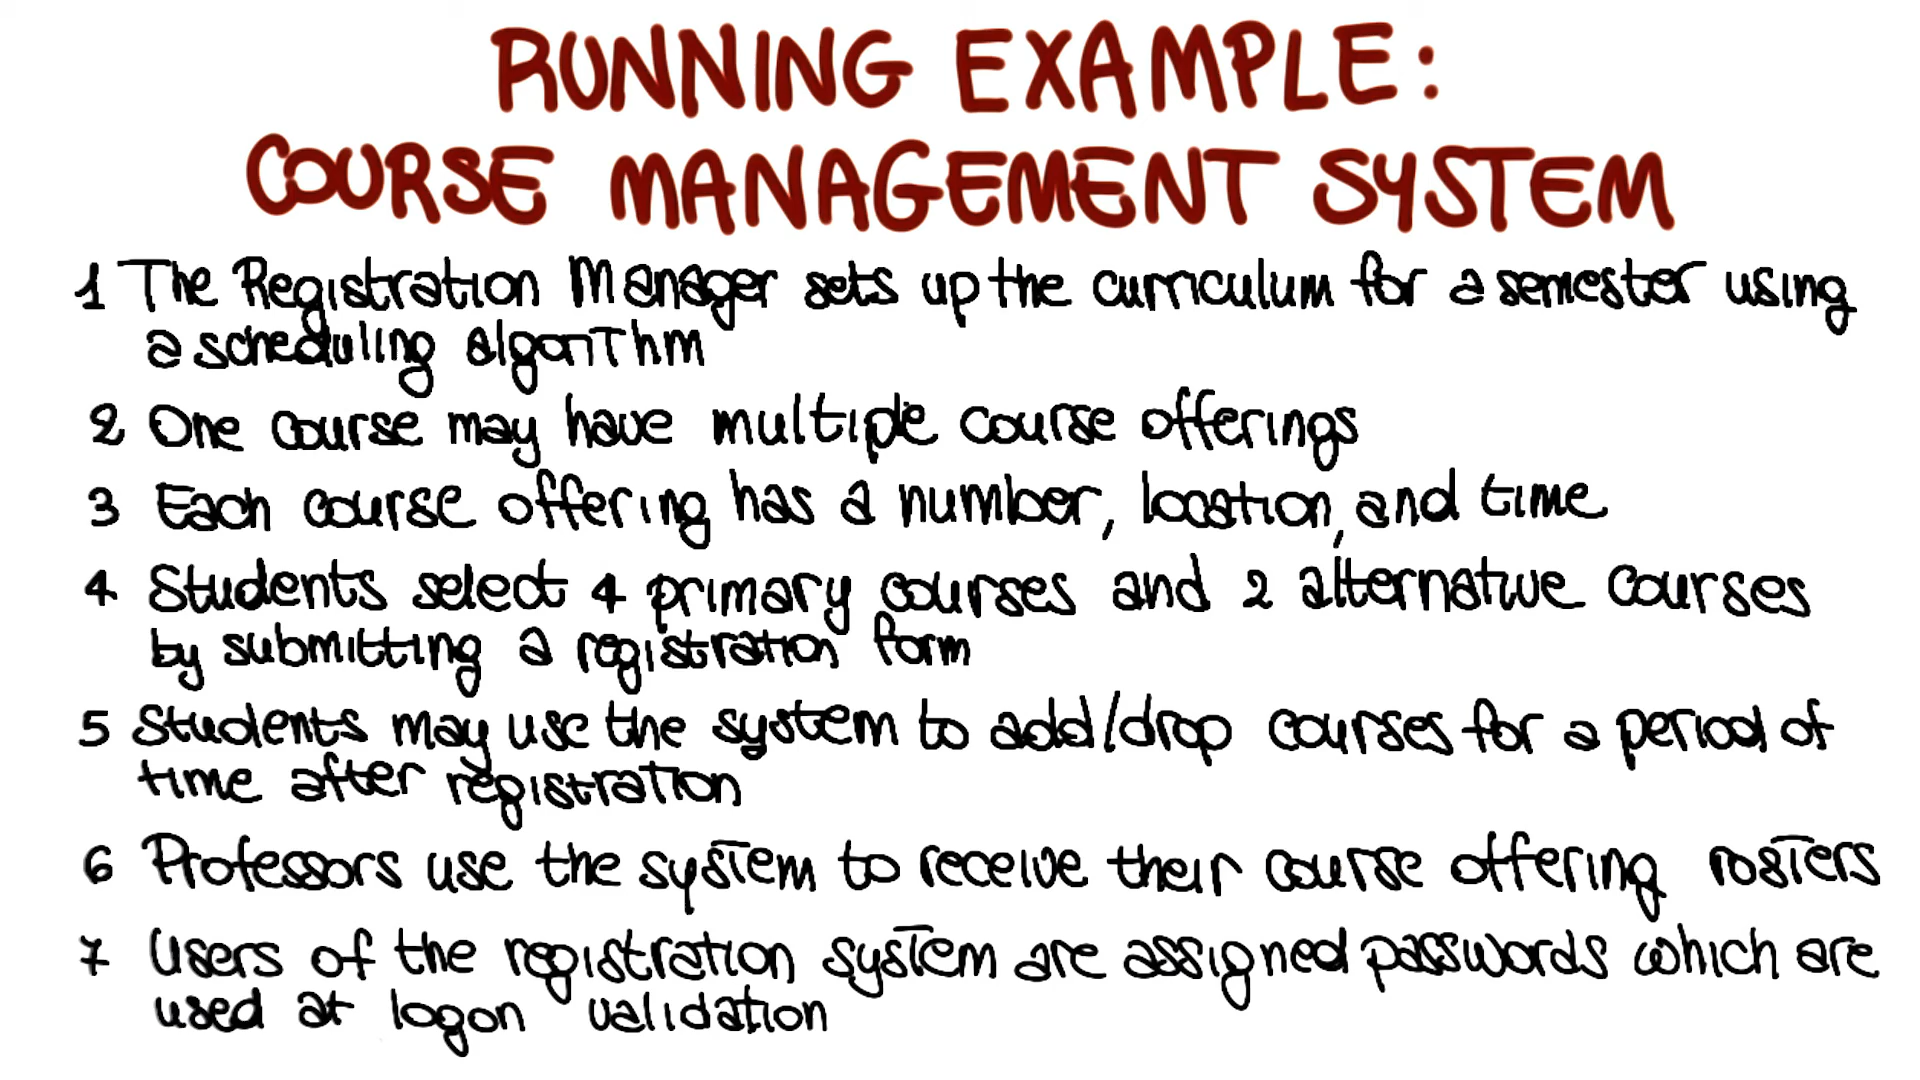 RUNNING EXAMPLE:
COURSE MANAGEMENT SYSTEM
1 The Registration Manager sets up the curriculum for a semester using
a scheduling algorithm
2 One course may have multiple course offerings
3 Each course offering has a number, location, and time
4 Students select 4 primary courses and 2 alternative courses
by submitting a registration form
5 Students may use the system to add/drop courses for a period of
time after registration
6 Professors use the system to receive their course offering rosters
7 Users of the registration system are assigned passwords which are
used at logon validation